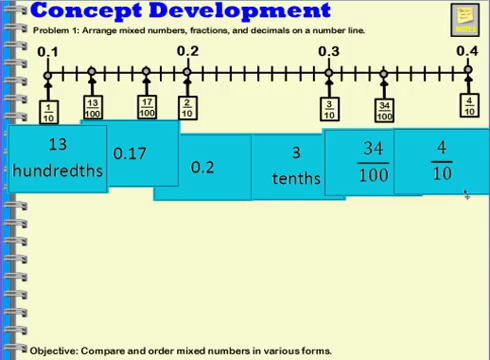 Concept Development
Problem 1: Arrange mixed numbers, fractions, and decimals on a number line.
0.1 0.2 0.3 0.4
1/10 13/100 17/100 2/10 3/10 34/100 4/10
13 hundredths
0.17
0.2
3 tenths
34/100
4/10
Objective: Compare and order mixed numbers in various forms.